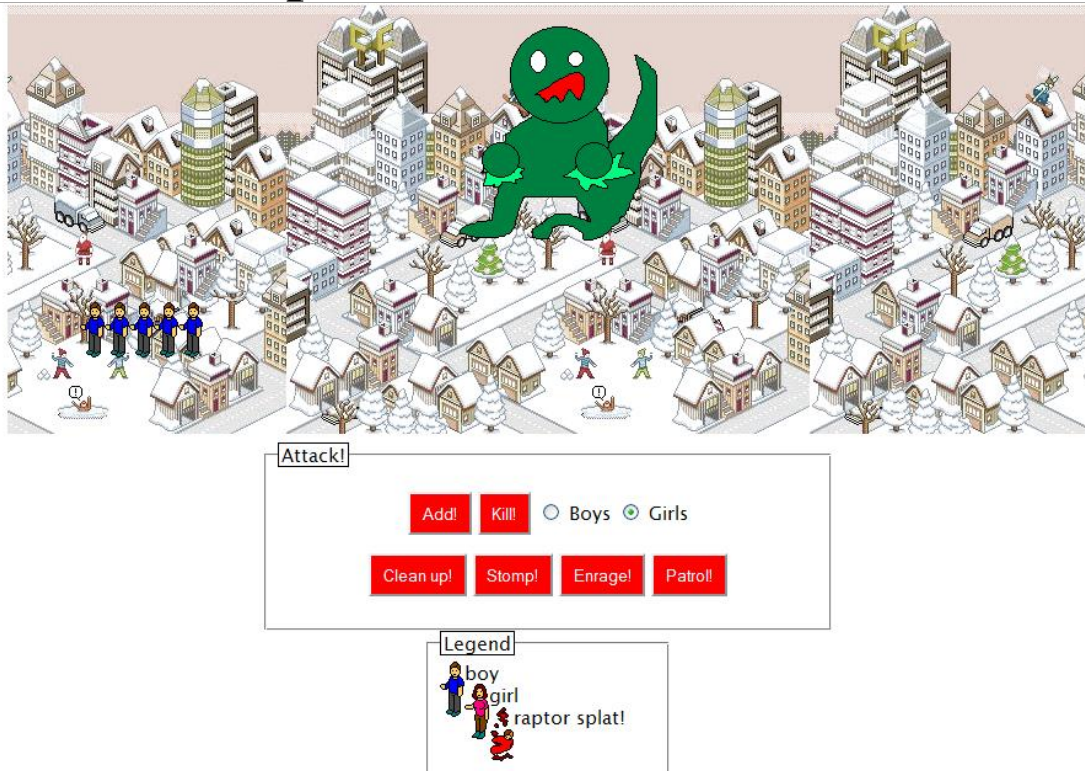 Attack!
Add! Kill! Boys Girls
Clean up! Stomp! Enrage! Patrol!
Legend
boy
girl
raptor splat!